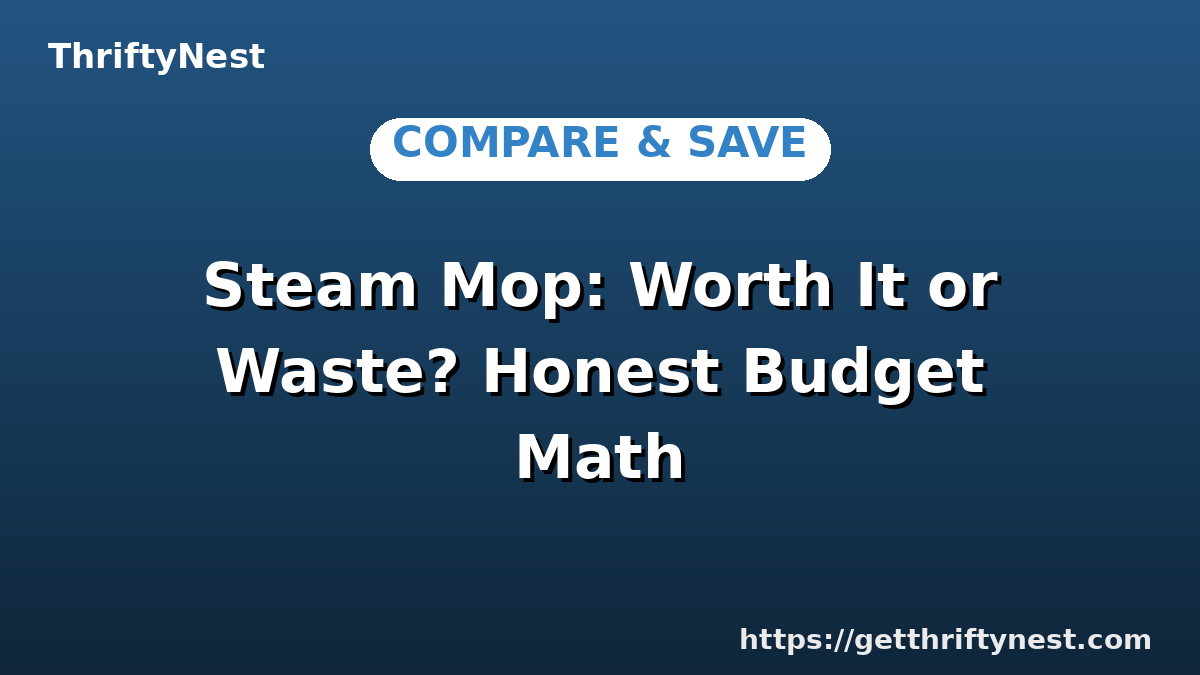 ThriftyNest
COMPARE & SAVE
Steam Mop: Worth It or
Waste? Honest Budget
Math
https://getthriftynest.com